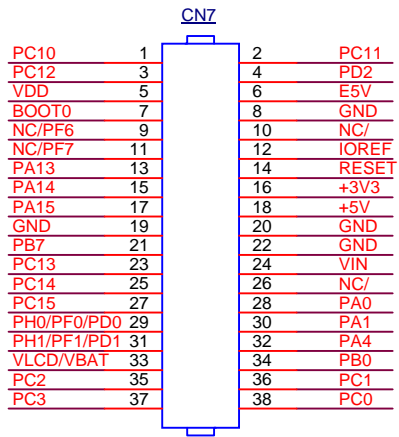 CN7
PC10 1 2 PC11
PC12 3 4 PD2
VDD 5 6 E5V
BOOT0 7 8 GND
NC/PF6 9 10 NC/
NC/PF7 11 12 IOREF
PA13 13 14 RESET
PA14 15 16 +3V3
PA15 17 18 +5V
GND 19 20 GND
PB7 21 22 GND
PC13 23 24 VIN
PC14 25 26 NC/
PC15 27 28 PA0
PH0/PF0/PD0 29 30 PA1
PH1/PF1/PD1 31 32 PA4
VLCD/VBAT 33 34 PB0
PC2 35 36 PC1
PC3 37 38 PC0